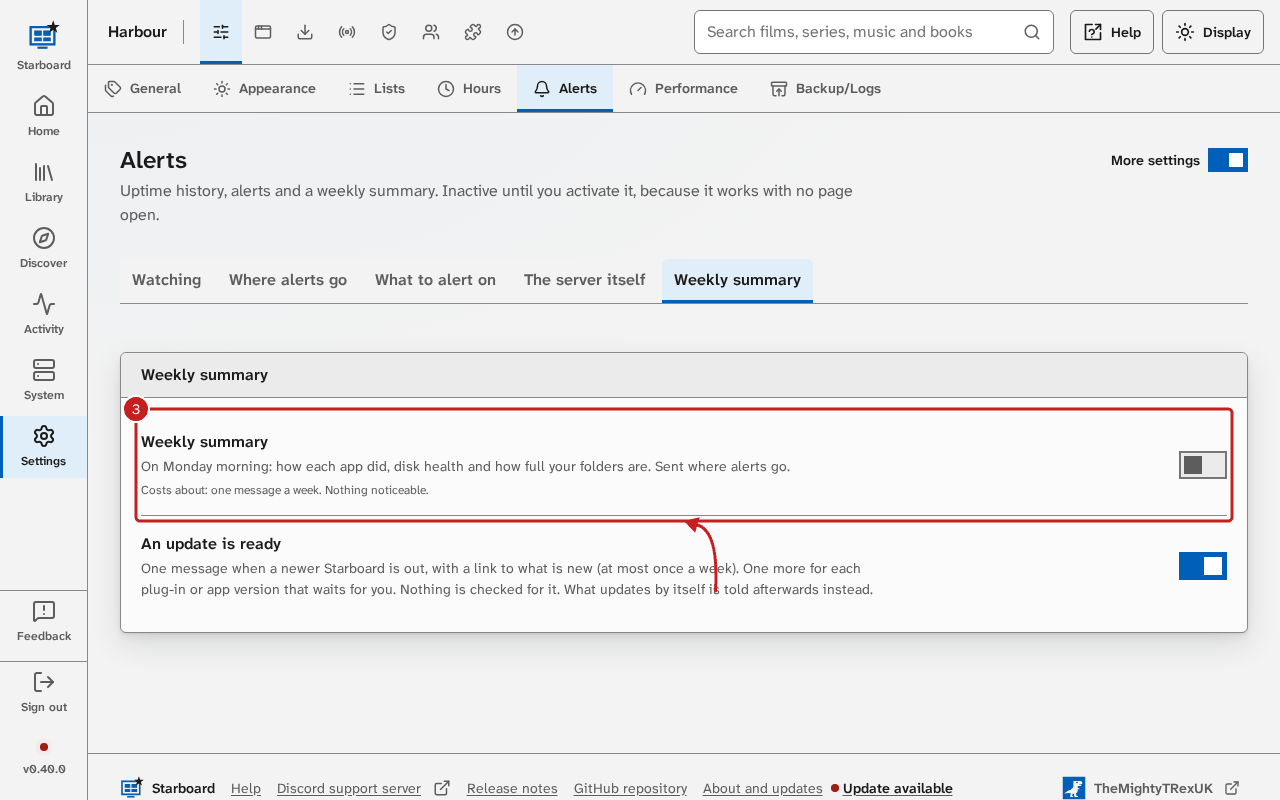 Starboard
Home
Library
Discover
Activity
System
Settings
Feedback
Sign out
v0.40.0
Harbour
Search films, series, music and books
Help
Display
General
Appearance
Lists
Hours
Alerts
Performance
Backup/Logs
Alerts
More settings
Uptime history, alerts and a weekly summary. Inactive until you activate it, because it works with no page
open.
Watching
Where alerts go
What to alert on
The server itself
Weekly summary
Weekly summary
3
Weekly summary
On Monday morning: how each app did, disk health and how full your folders are. Sent where alerts go.
Costs about: one message a week. Nothing noticeable.
An update is ready
One message when a newer Starboard is out, with a link to what is new (at most once a week). One more for each
plug-in or app version that waits for you. Nothing is checked for it. What updates by itself is told afterwards instead.
Starboard
Help
Discord support server
Release notes
GitHub repository
About and updates
Update available
TheMightyTRexUK